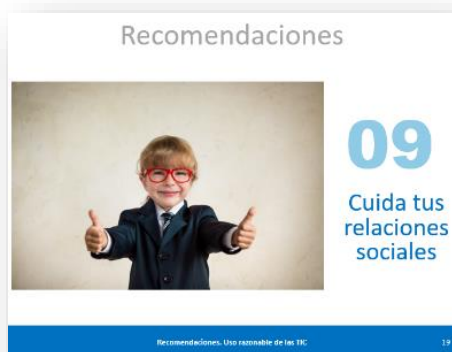 Recomendaciones
09
Cuida tus
relaciones
sociales
Recomendaciones. Uso razonable de las TIC
19